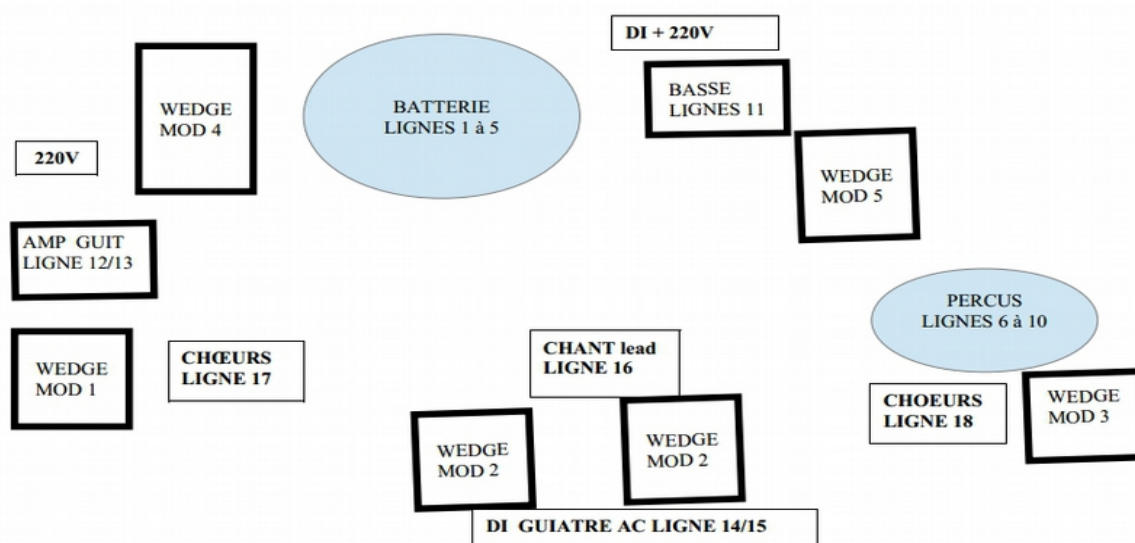 DI + 220V
WEDGE
MOD 4
BATTERIE
LIGNES 1 à 5
BASSE
LIGNES 11
220V
WEDGE
MOD 5
AMP GUIT
LIGNE 12/13
PERCUS
LIGNES 6 à 10
WEDGE
MOD 1
CHŒURS
LIGNE 17
CHANT lead
LIGNE 16
CHOEURS
LIGNE 18
WEDGE
MOD 3
WEDGE
MOD 2
WEDGE
MOD 2
DI GUIATRE AC LIGNE 14/15